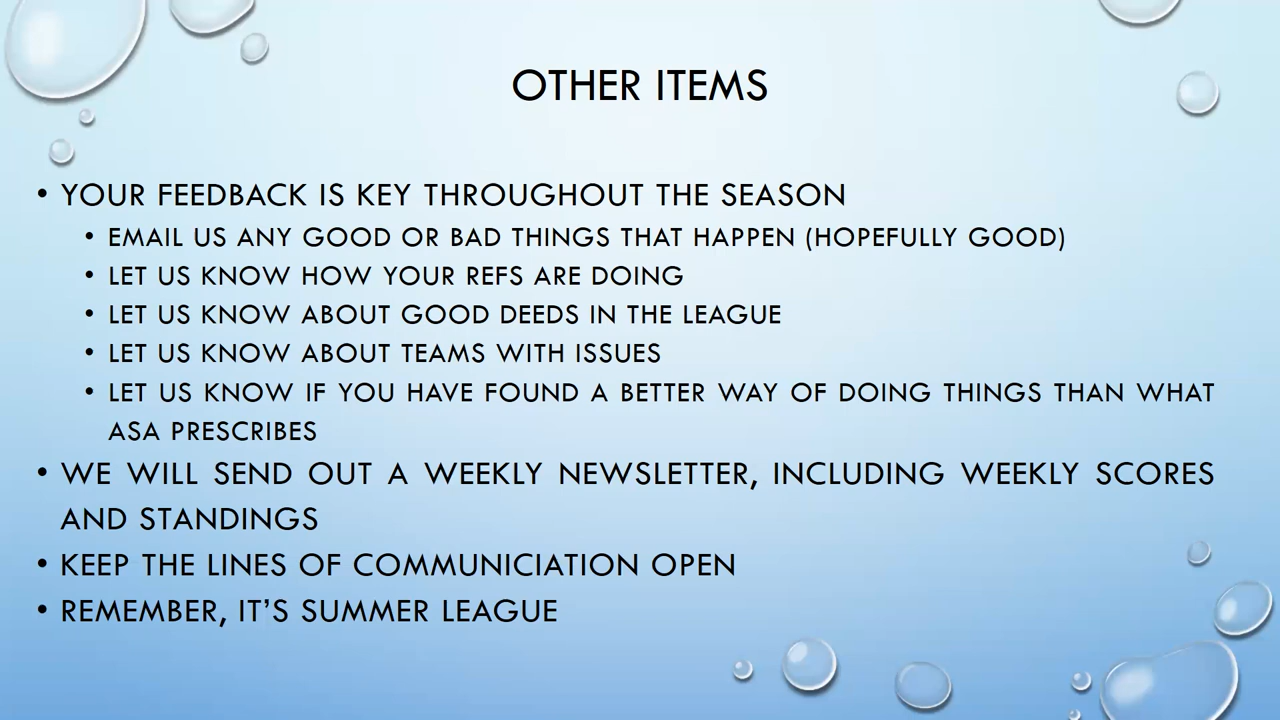 OTHER ITEMS
• YOUR FEEDBACK IS KEY THROUGHOUT THE SEASON
• EMAIL US ANY GOOD OR BAD THINGS THAT HAPPEN (HOPEFULLY GOOD)
• LET US KNOW HOW YOUR REFS ARE DOING
• LET US KNOW ABOUT GOOD DEEDS IN THE LEAGUE
• LET US KNOW ABOUT TEAMS WITH ISSUES
• LET US KNOW IF YOU HAVE FOUND A BETTER WAY OF DOING THINGS THAN WHAT
ASA PRESCRIBES
• WE WILL SEND OUT A WEEKLY NEWSLETTER, INCLUDING WEEKLY SCORES
AND STANDINGS
• KEEP THE LINES OF COMMUNICIATION OPEN
• REMEMBER, IT’S SUMMER LEAGUE